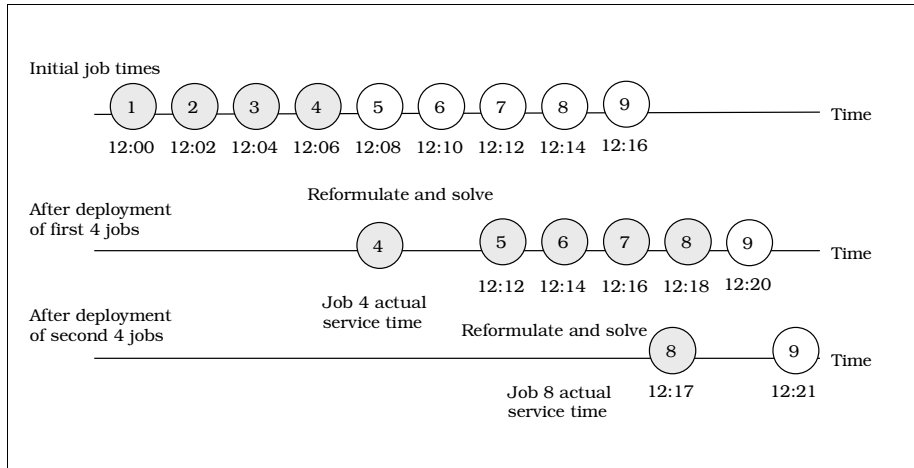 Initial job times
1 2 3 4 5 6 7 8 9
Time
12:00 12:02 12:04 12:06 12:08 12:10 12:12 12:14 12:16
Reformulate and solve
After deployment
of first 4 jobs
4 5 6 7 8 9
Time
12:12 12:14 12:16 12:18 12:20
Job 4 actual
service time
After deployment
of second 4 jobs
Reformulate and solve
8 9
Time
Job 8 actual
service time
12:17 12:21